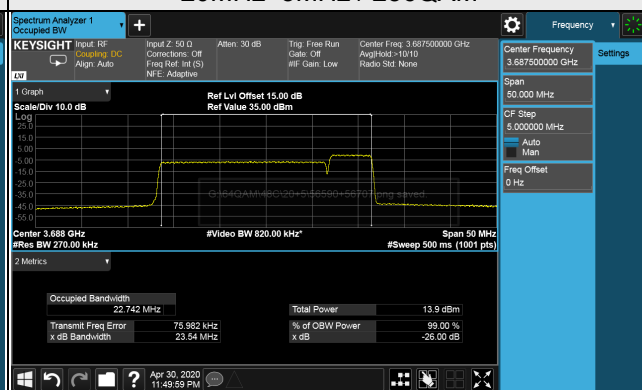 Spectrum Analyzer 1
Occupied BW
KEYSIGHT
Input: RF
Coupling: DC
Align: Auto
Input Z: 50 Ω
Corrections: Off
Freq Ref: Int (S)
NFE: Adaptive
Atten: 30 dB
Trig: Free Run
Gate: Off
#IF Gain: Low
Center Freq: 3.687500000 GHz
Avg|Hold:>10/10
Radio Std: None
LXI
1 Graph
Scale/Div 10.0 dB
Ref Lvl Offset 15.00 dB
Ref Value 35.00 dBm
Log
25.0
15.0
5.00
-5.00
-15.0
-25.0
-35.0
-45.0
-55.0
Center 3.688 GHz
#Res BW 270.00 kHz
#Video BW 820.00 kHz*
Span 50 MHz
#Sweep 500 ms (1001 pts)
2 Metrics
Occupied Bandwidth
22.742 MHz
Transmit Freq Error
75.982 kHz
x dB Bandwidth
23.54 MHz
Total Power
13.9 dBm
% of OBW Power
99.00 %
x dB
-26.00 dB
Apr 30, 2020
11:49:59 PM
Frequency
Center Frequency
3.687500000 GHz
Span
50.000 MHz
CF Step
5.000000 MHz
Auto
Man
Freq Offset
0 Hz
Settings